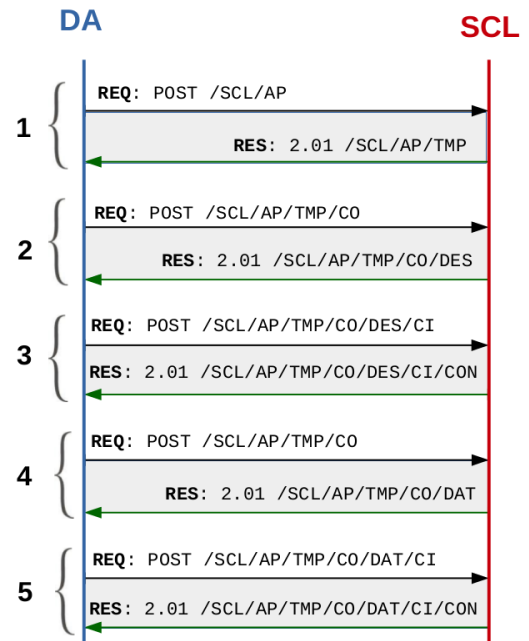 DA
SCL
1
REQ: POST /SCL/AP
RES: 2.01 /SCL/AP/TMP
2
REQ: POST /SCL/AP/TMP/CO
RES: 2.01 /SCL/AP/TMP/CO/DES
3
REQ: POST /SCL/AP/TMP/CO/DES/CI
RES: 2.01 /SCL/AP/TMP/CO/DES/CI/CON
4
REQ: POST /SCL/AP/TMP/CO
RES: 2.01 /SCL/AP/TMP/CO/DAT
5
REQ: POST /SCL/AP/TMP/CO/DAT/CI
RES: 2.01 /SCL/AP/TMP/CO/DAT/CI/CON